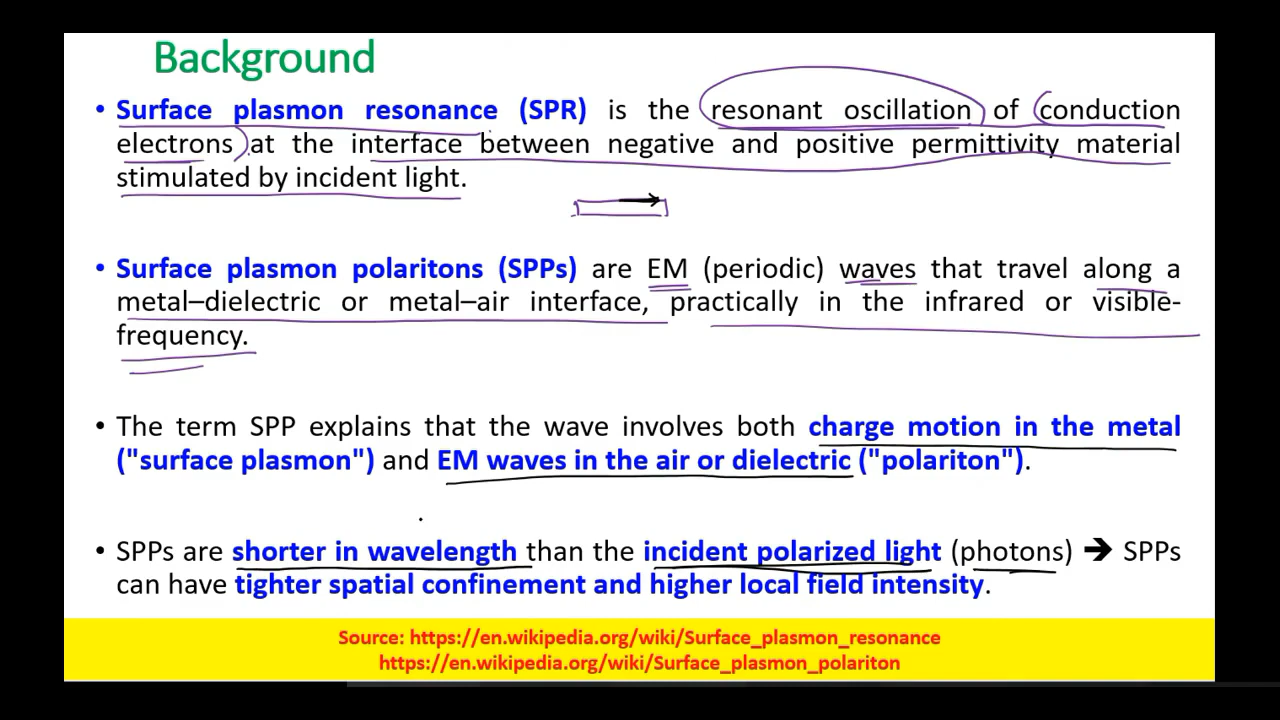 Background
• Surface plasmon resonance (SPR) is the resonant oscillation of conduction
electrons at the interface between negative and positive permittivity material
stimulated by incident light.
• Surface plasmon polaritons (SPPs) are EM (periodic) waves that travel along a
metal–dielectric or metal–air interface, practically in the infrared or visible-
frequency.
• The term SPP explains that the wave involves both charge motion in the metal
("surface plasmon") and EM waves in the air or dielectric ("polariton").
• SPPs are shorter in wavelength than the incident polarized light (photons) ➔ SPPs
can have tighter spatial confinement and higher local field intensity.
Source: https://en.wikipedia.org/wiki/Surface_plasmon_resonance
https://en.wikipedia.org/wiki/Surface_plasmon_polariton